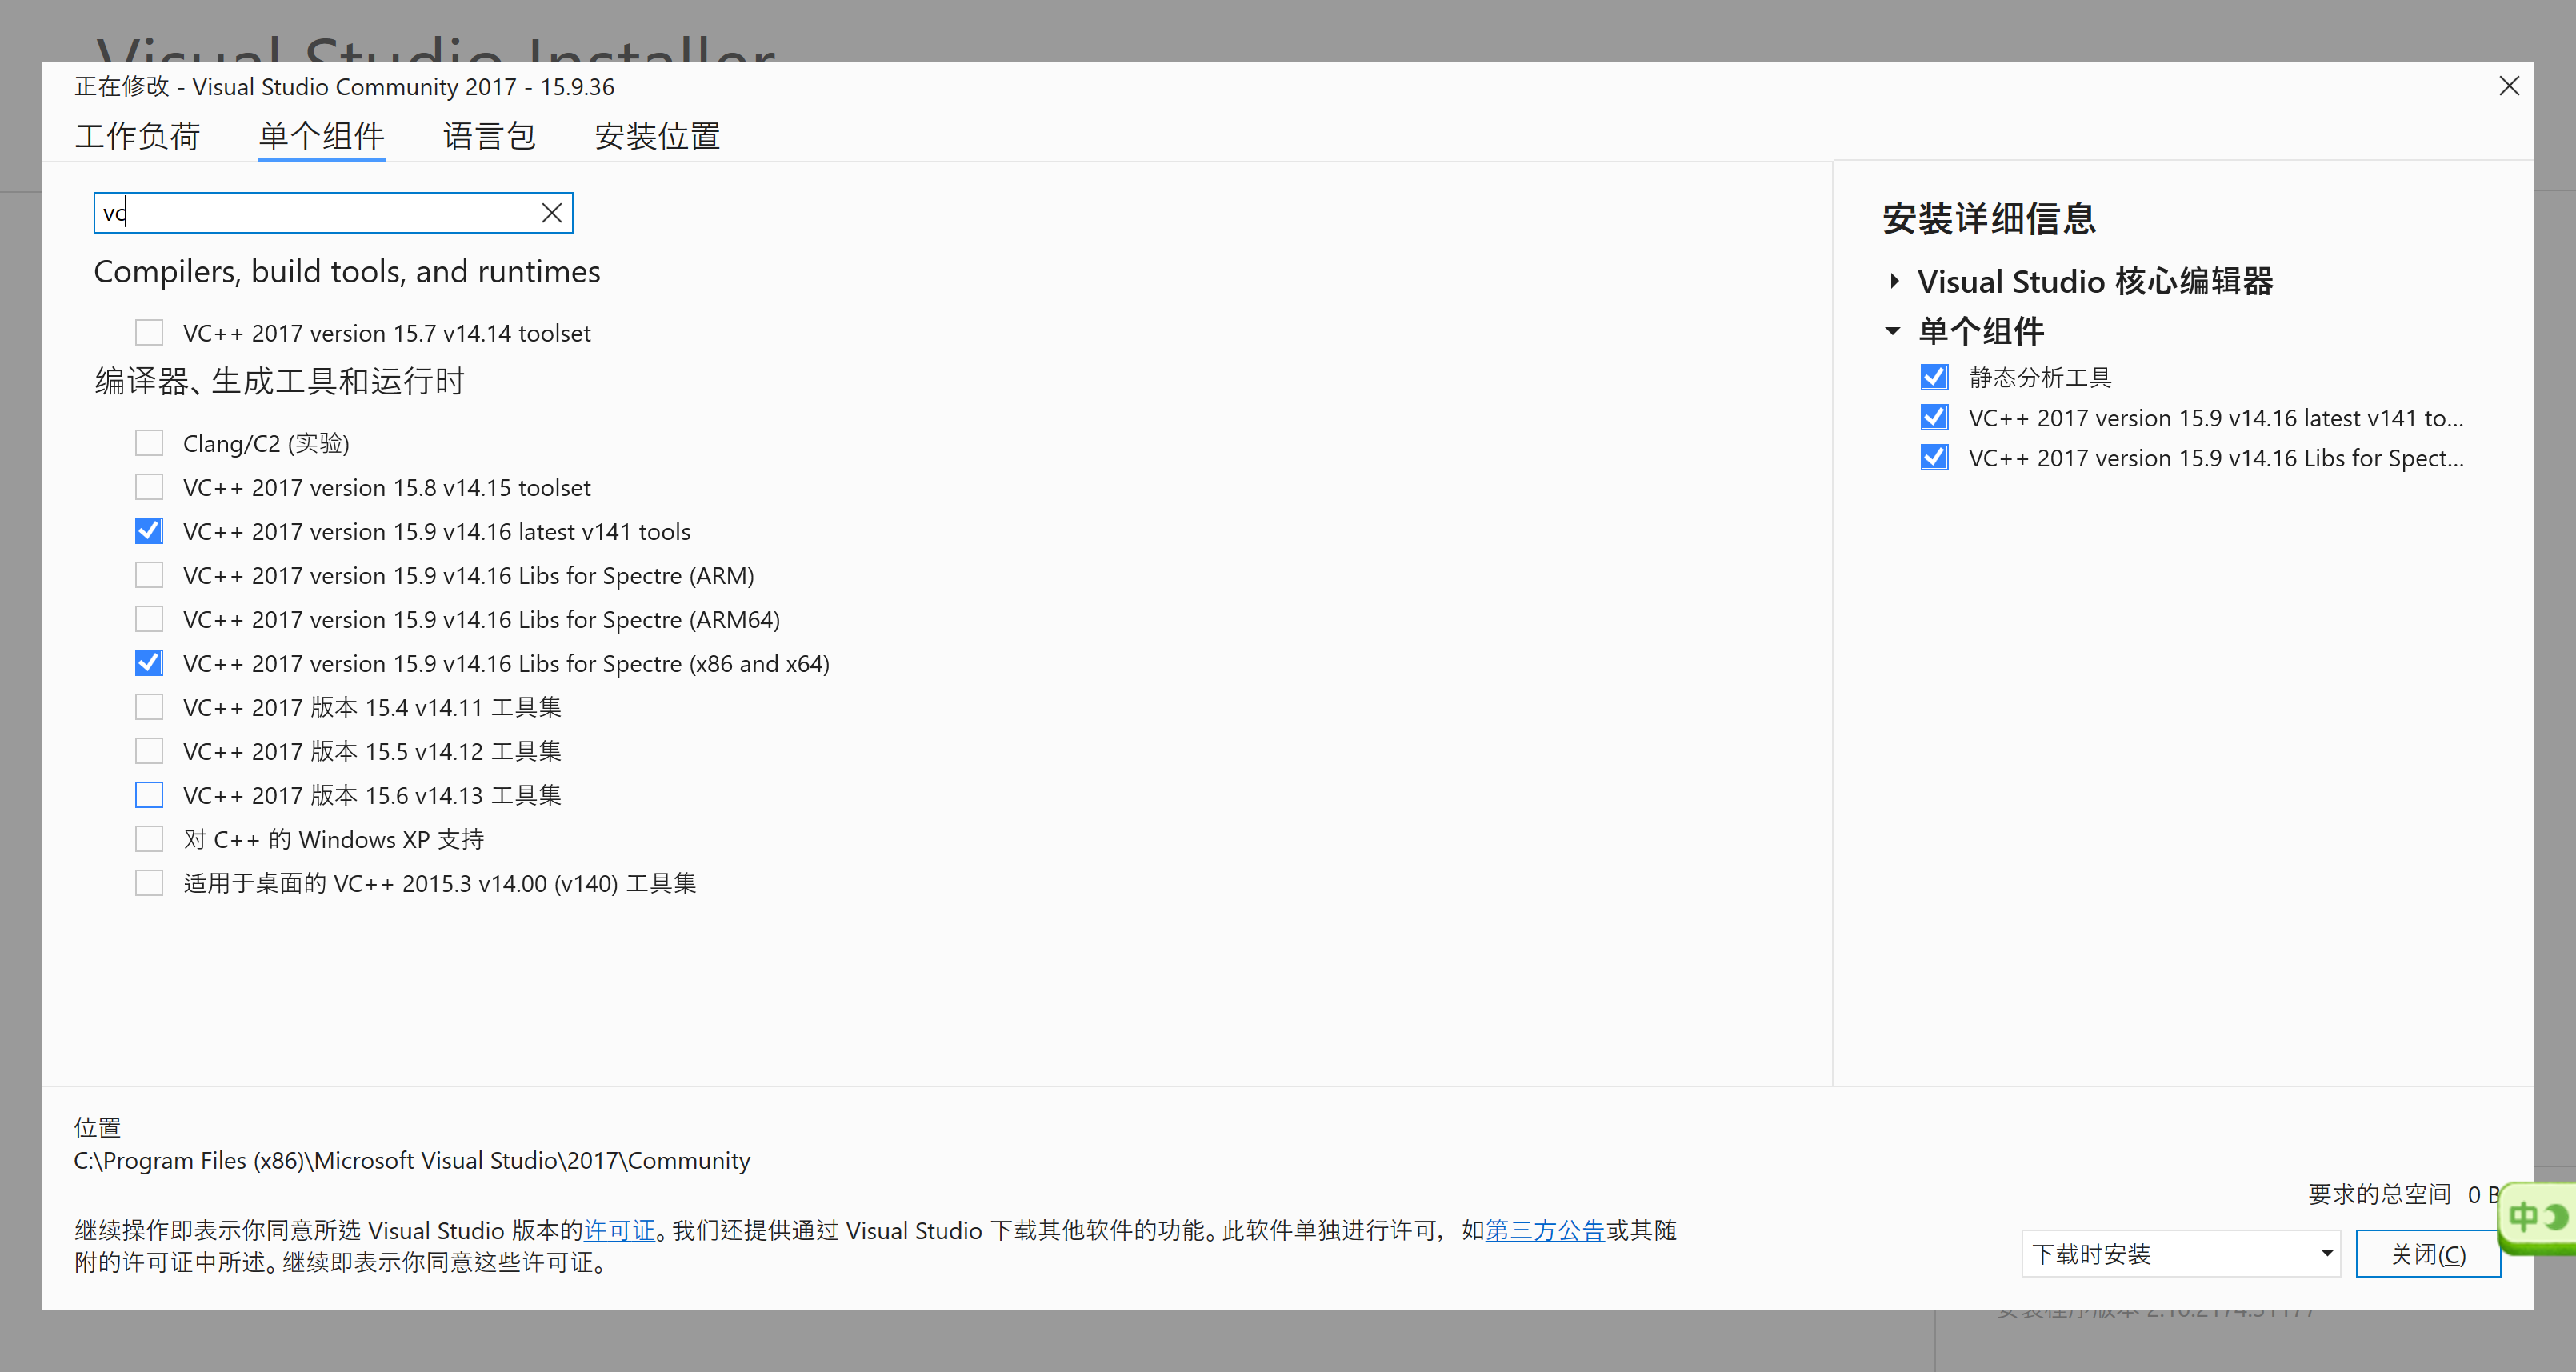 Visual Studio Installer
正在修改 - Visual Studio Community 2017 - 15.9.36
工作负荷 单个组件 语言包 安装位置
vc
Compilers, build tools, and runtimes
VC++ 2017 version 15.7 v14.14 toolset
编译器、生成工具和运行时
Clang/C2 (实验)
VC++ 2017 version 15.8 v14.15 toolset
VC++ 2017 version 15.9 v14.16 latest v141 tools
VC++ 2017 version 15.9 v14.16 Libs for Spectre (ARM)
VC++ 2017 version 15.9 v14.16 Libs for Spectre (ARM64)
VC++ 2017 version 15.9 v14.16 Libs for Spectre (x86 and x64)
VC++ 2017 版本 15.4 v14.11 工具集
VC++ 2017 版本 15.5 v14.12 工具集
VC++ 2017 版本 15.6 v14.13 工具集
对 C++ 的 Windows XP 支持
适用于桌面的 VC++ 2015.3 v14.00 (v140) 工具集
安装详细信息
Visual Studio 核心编辑器
单个组件
静态分析工具
VC++ 2017 version 15.9 v14.16 latest v141 to...
VC++ 2017 version 15.9 v14.16 Libs for Spect...
位置
C:\Program Files (x86)\Microsoft Visual Studio\2017\Community
继续操作即表示你同意所选 Visual Studio 版本的许可证。我们还提供通过 Visual Studio 下载其他软件的功能。此软件单独进行许可，如第三方公告或其随
附的许可证中所述。继续即表示你同意这些许可证。
要求的总空间 0 B
下载时安装
关闭(C)
中
安装程序版本